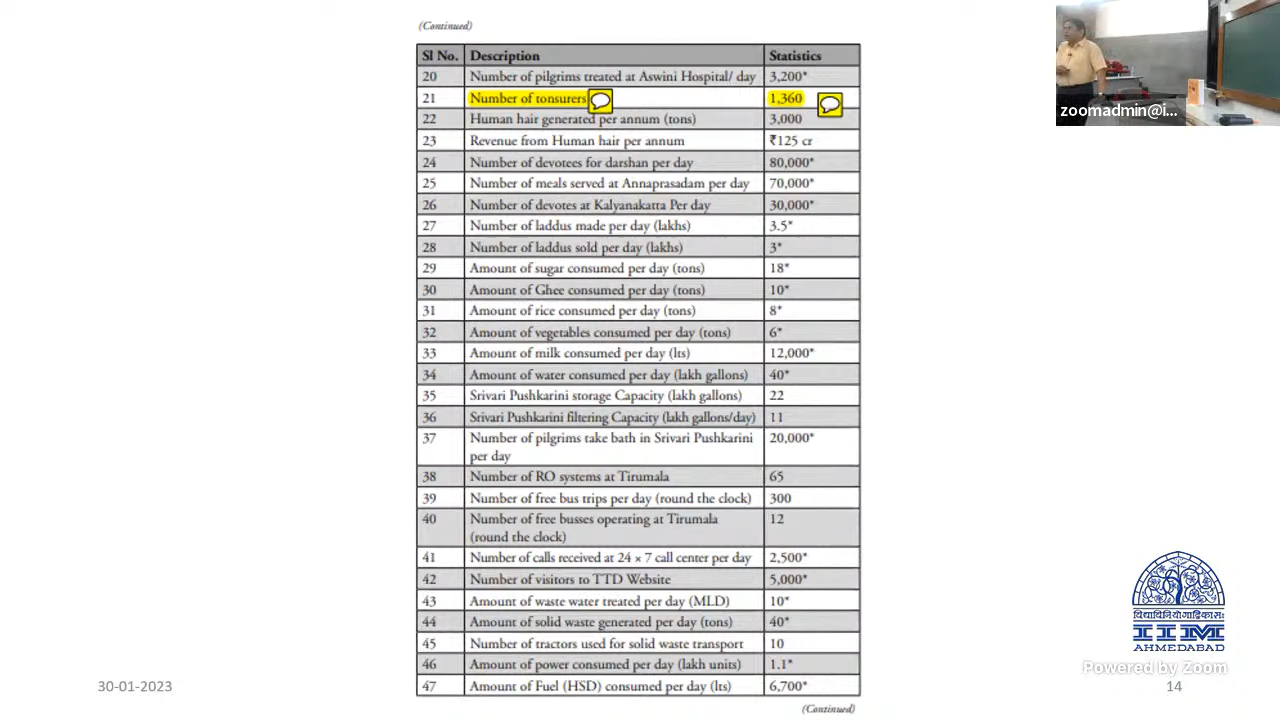 (Continued)
Sl No. Description Statistics
20 Number of pilgrims treated at Aswini Hospital/ day 3,200*
21 Number of tonsurers 1,360
22 Human hair generated per annum (tons) 3,000
23 Revenue from Human hair per annum ₹125 cr
24 Number of devotees for darshan per day 80,000*
25 Number of meals served at Annaprasadam per day 70,000*
26 Number of devotes at Kalyanakatta Per day 30,000*
27 Number of laddus made per day (lakhs) 3.5*
28 Number of laddus sold per day (lakhs) 3*
29 Amount of sugar consumed per day (tons) 18*
30 Amount of Ghee consumed per day (tons) 10*
31 Amount of rice consumed per day (tons) 8*
32 Amount of vegetables consumed per day (tons) 6*
33 Amount of milk consumed per day (lts) 12,000*
34 Amount of water consumed per day (lakh gallons) 40*
35 Srivari Pushkarini storage Capacity (lakh gallons) 22
36 Srivari Pushkarini filtering Capacity (lakh gallons/day) 11
37 Number of pilgrims take bath in Srivari Pushkarini 20,000*
per day
38 Number of RO systems at Tirumala 65
39 Number of free bus trips per day (round the clock) 300
40 Number of free busses operating at Tirumala 12
(round the clock)
41 Number of calls received at 24 × 7 call center per day 2,500*
42 Number of visitors to TTD Website 5,000*
43 Amount of waste water treated per day (MLD) 10*
44 Amount of solid waste generated per day (tons) 40*
45 Number of tractors used for solid waste transport 10
46 Amount of power consumed per day (lakh units) 1.1*
47 Amount of Fuel (HSD) consumed per day (lts) 6,700*
(Continued)
zoomadmin@i...
विद्याविनियोगाद्विकासः
IIM
AHMEDABAD
Powered by Zoom
30-01-2023
14